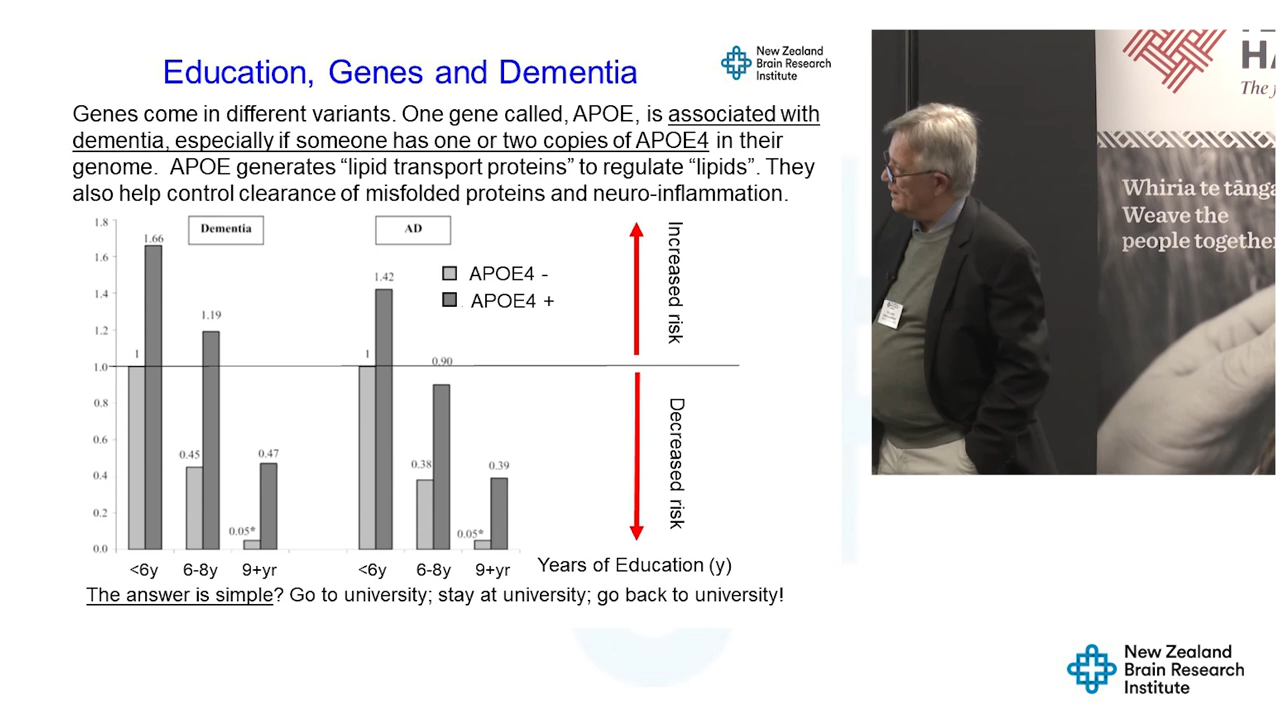 Education, Genes and Dementia
New Zealand
Brain Research
Institute
Genes come in different variants. One gene called, APOE, is associated with
dementia, especially if someone has one or two copies of APOE4 in their
genome. APOE generates “lipid transport proteins” to regulate “lipids”. They
also help control clearance of misfolded proteins and neuro-inflammation.
Dementia
AD
APOE4 -
APOE4 +
1.8
1.6
1.4
1.2
1.0
0.8
0.6
0.4
0.2
0.0
1
1.66
0.45
1.19
0.05*
0.47
1
1.42
0.38
0.90
0.05*
0.39
<6y
6-8y
9+yr
<6y
6-8y
9+yr
Years of Education (y)
Increased risk
Decreased risk
The answer is simple? Go to university; stay at university; go back to university!
HA
The
Whiria te tānga
Weave the
people together
New Zealand
Brain Research
Institute